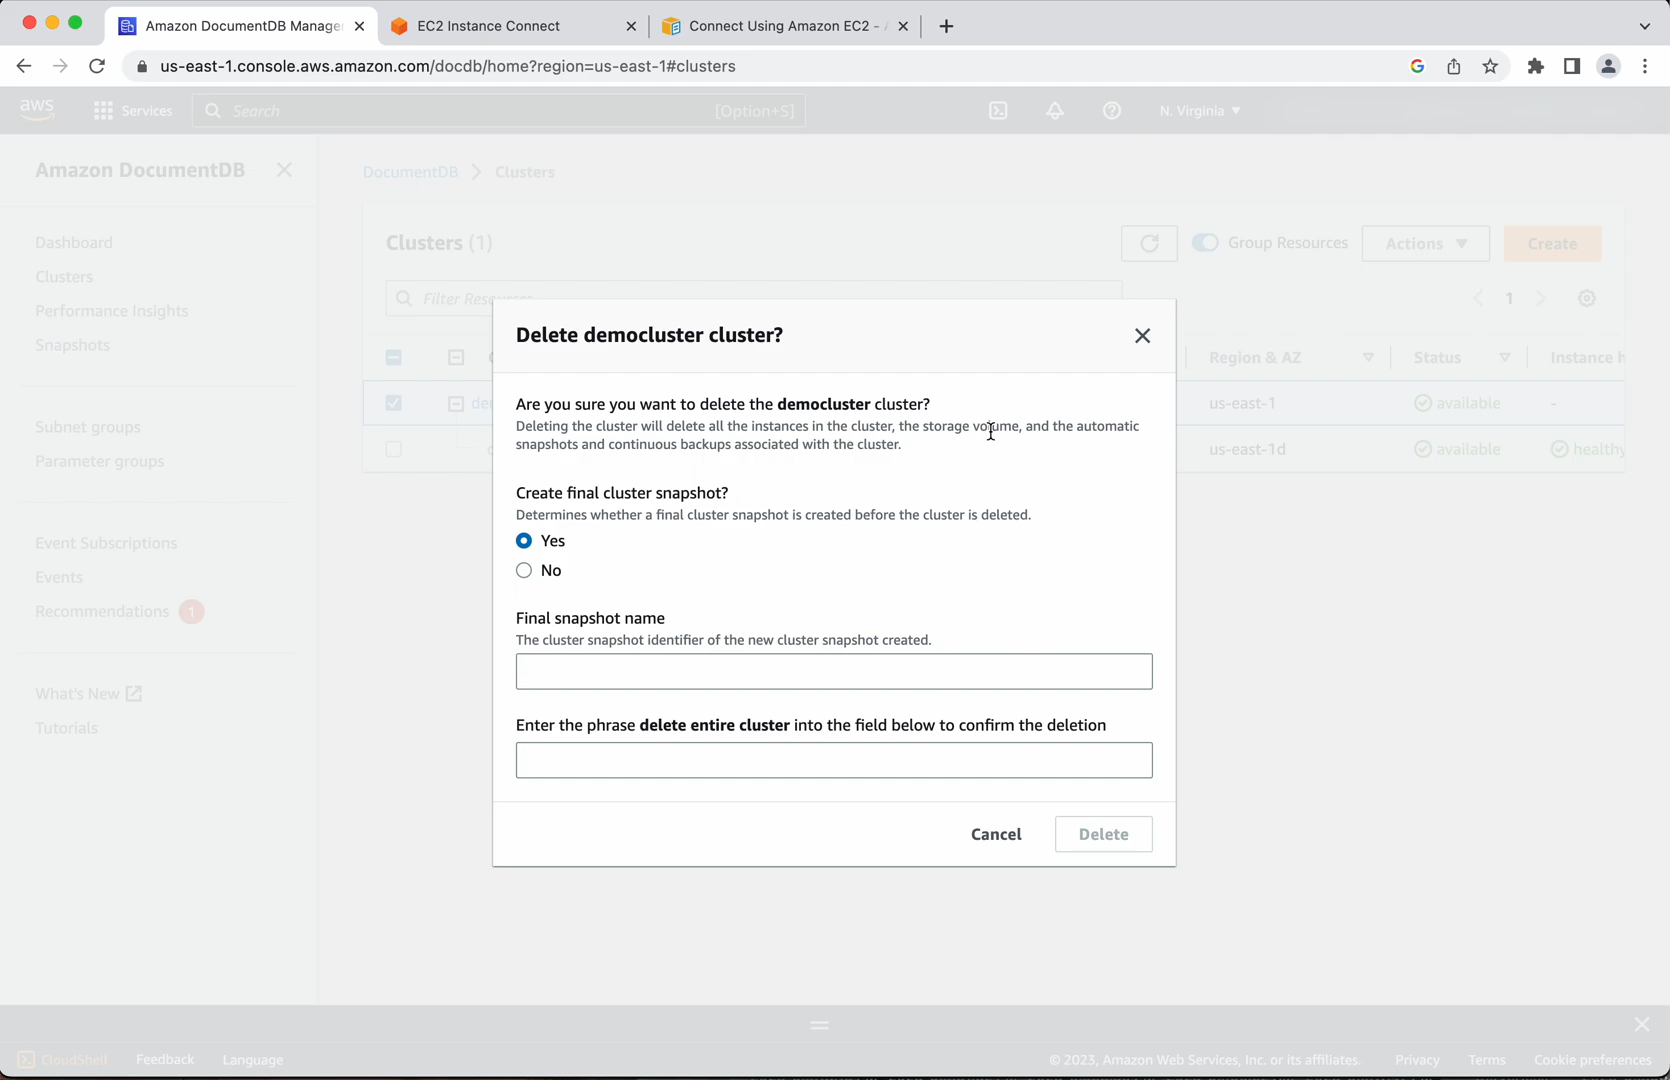 Amazon DocumentDB Manage
EC2 Instance Connect
Connect Using Amazon EC2 -
us-east-1.console.aws.amazon.com/docdb/home?region=us-east-1#clusters
aws
Services
Search
[Option+S]
N. Virginia
Amazon DocumentDB
DocumentDB
Clusters
Dashboard
Clusters
Performance Insights
Snapshots
Subnet groups
Parameter groups
Event Subscriptions
Events
Recommendations 1
What's New
Tutorials
Clusters (1)
Group Resources
Actions
Create
Filter Resources
1
Region & AZ
Status
Instance h
de
us-east-1
available
-
us-east-1d
available
healthy
Delete democluster cluster?
Are you sure you want to delete the democluster cluster?
Deleting the cluster will delete all the instances in the cluster, the storage volume, and the automatic
snapshots and continuous backups associated with the cluster.
Create final cluster snapshot?
Determines whether a final cluster snapshot is created before the cluster is deleted.
Yes
No
Final snapshot name
The cluster snapshot identifier of the new cluster snapshot created.
Enter the phrase delete entire cluster into the field below to confirm the deletion
Cancel
Delete
CloudShell
Feedback
Language
© 2023, Amazon Web Services, Inc. or its affiliates.
Privacy
Terms
Cookie preferences